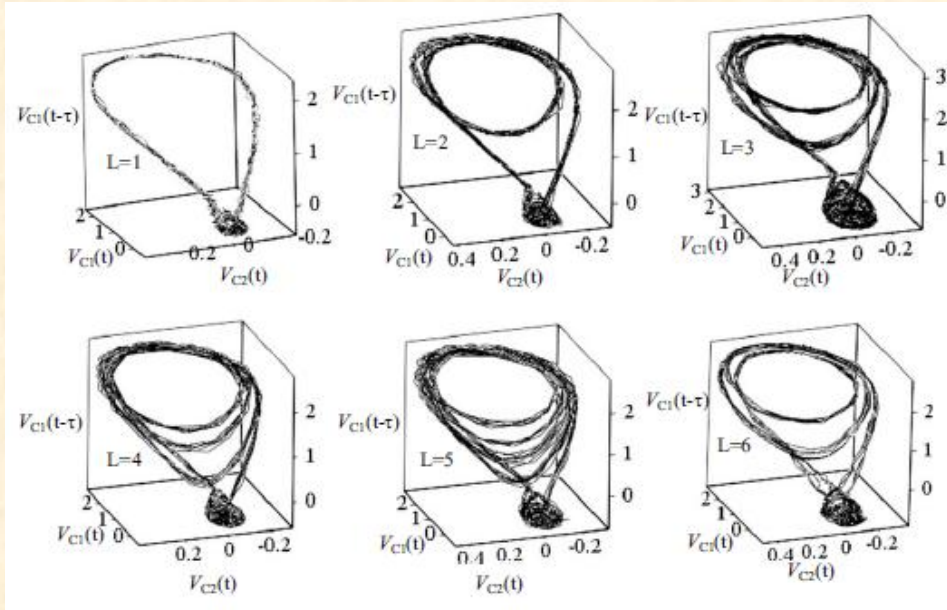 V_C1(t-τ)
2
1
0
L=1
2
1
0
V_C1(t)
0.2
0
-0.2
V_C2(t)
V_C1(t-τ)
2
1
0
L=2
2
1
0
V_C1(t)
0.4 0.2 0 -0.2
V_C2(t)
V_C1(t-τ)
3
2
1
0
L=3
3
2
1
0
V_C1(t)
0.4 0.2 0 -0.2
V_C2(t)
V_C1(t-τ)
2
1
0
L=4
2
1
0
V_C1(t)
0.2 0 -0.2
V_C2(t)
V_C1(t-τ)
2
1
0
L=5
2
1
0
V_C1(t)
0.4 0.2 0 -0.2
V_C2(t)
V_C1(t-τ)
2
1
0
L=6
2
1
0
V_C1(t)
0.4 0.2 0 -0.2
V_C2(t)